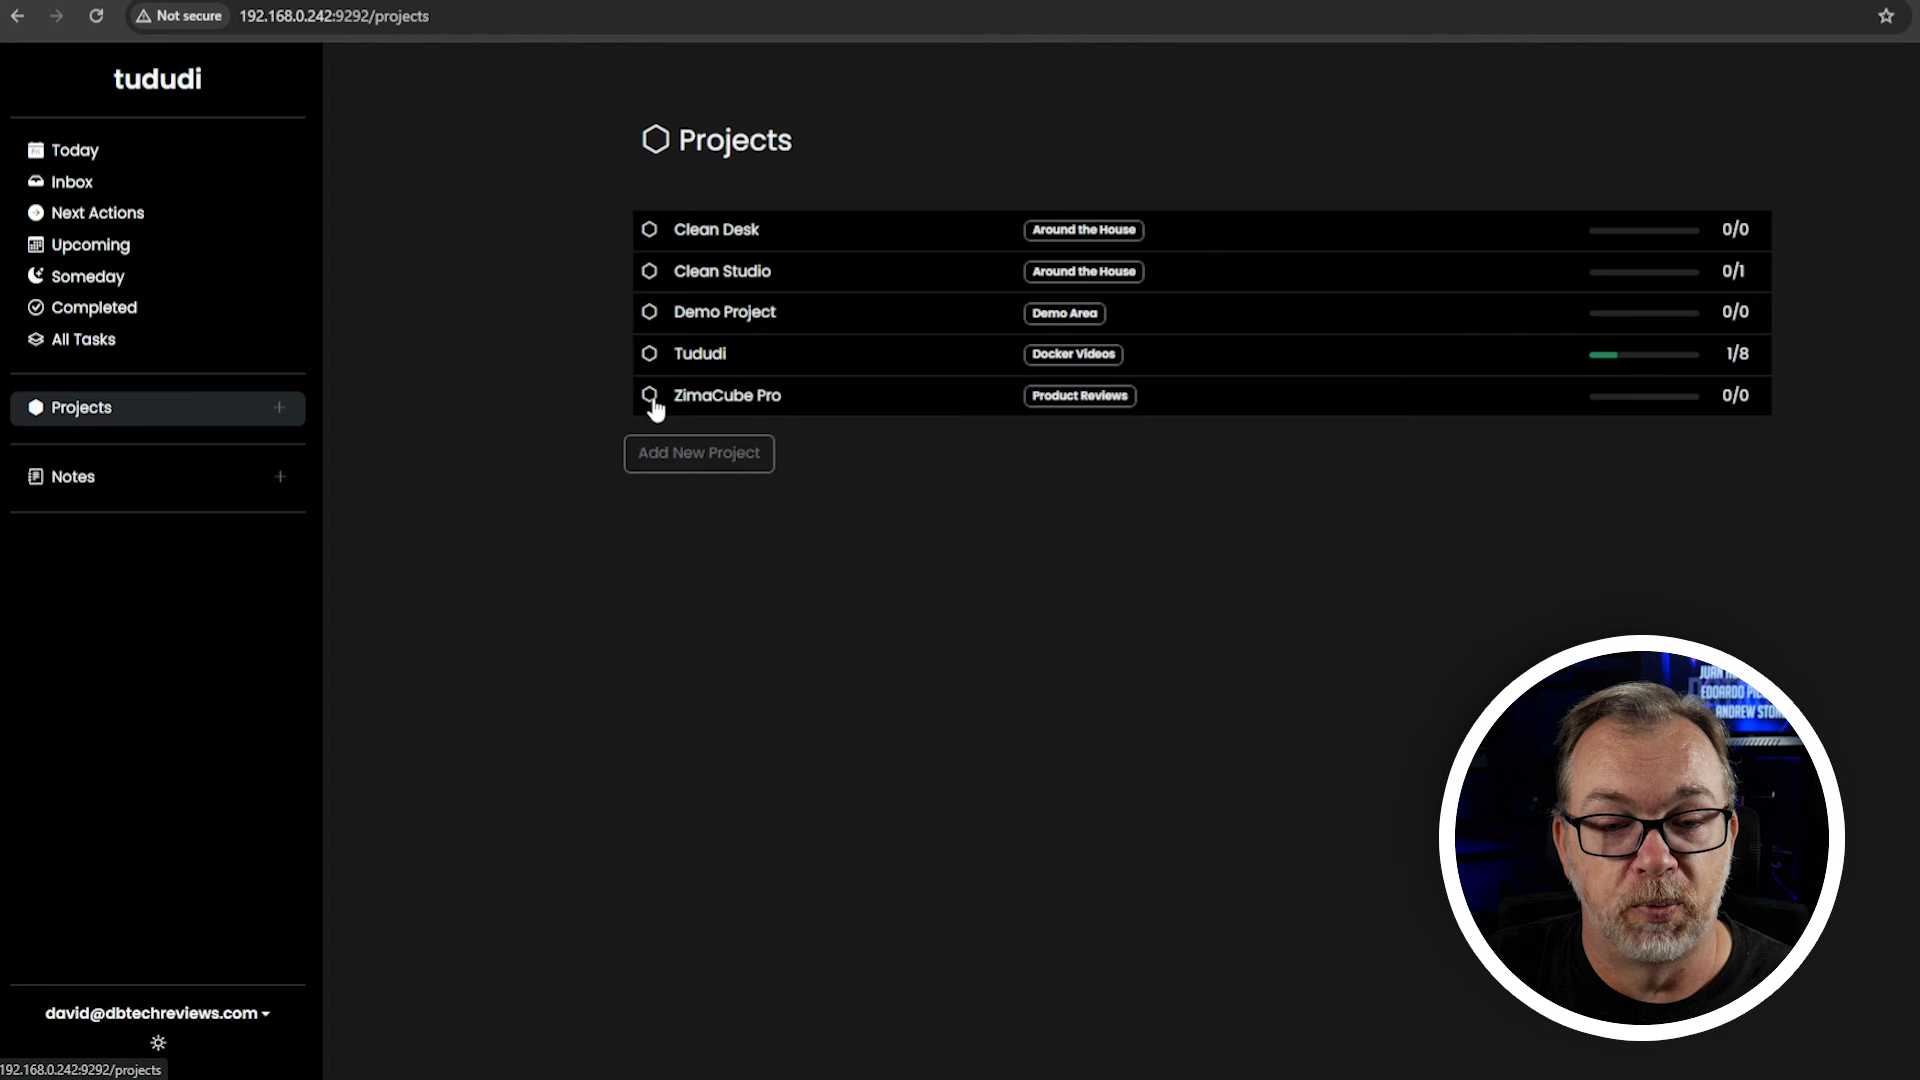 Not secure 192.168.0.242:9292/projects
tududi
Today
Inbox
Next Actions
Upcoming
Someday
Completed
All Tasks
Projects +
Notes +
david@dbtechreviews.com
192.168.0.242:9292/projects
Projects
Clean Desk Around the House 0/0
Clean Studio Around the House 0/1
Demo Project Demo Area 0/0
Tududi Docker Videos 1/8
ZimaCube Pro Product Reviews 0/0
Add New Project
JUAN
EDOARDO
ANDREW